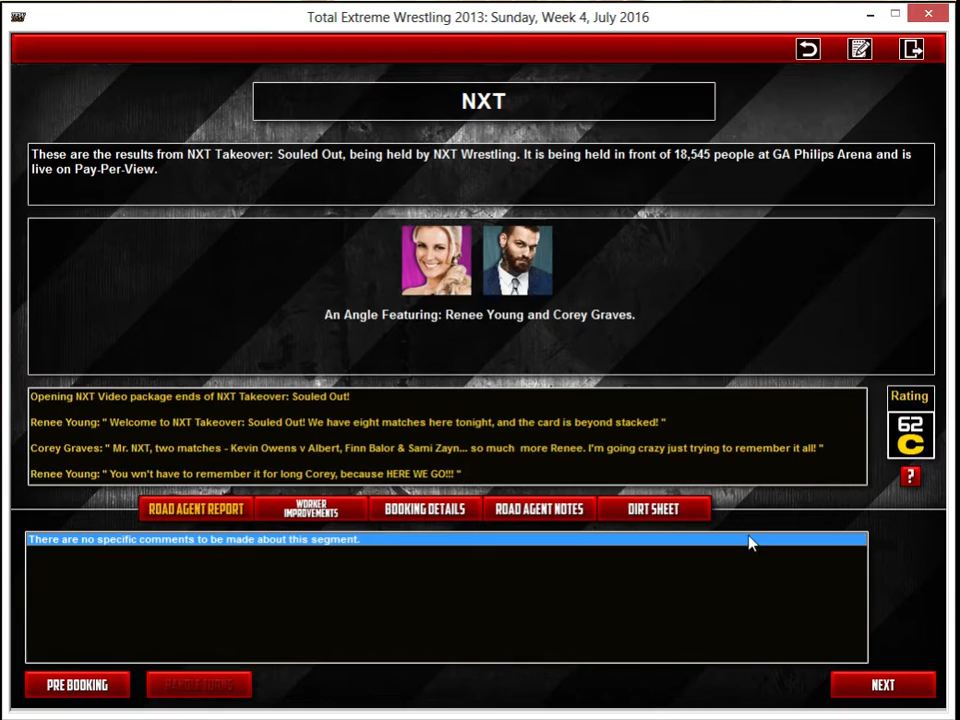 Total Extreme Wrestling 2013: Sunday, Week 4, July 2016
NXT
These are the results from NXT Takeover: Souled Out, being held by NXT Wrestling. It is being held in front of 18,545 people at GA Philips Arena and is
live on Pay-Per-View.
An Angle Featuring: Renee Young and Corey Graves.
Opening NXT Video package ends of NXT Takeover: Souled Out!
Renee Young: " Welcome to NXT Takeover: Souled Out! We have eight matches here tonight, and the card is beyond stacked! "
Corey Graves: " Mr. NXT, two matches - Kevin Owens v Albert, Finn Balor & Sami Zayn... so much more Renee. I'm going crazy just trying to remember it all! "
Renee Young: " You wn't have to remember it for long Corey, because HERE WE GO!!! "
Rating
62
C
?
ROAD AGENT REPORT
WORKER
IMPROVEMENTS
BOOKING DETAILS
ROAD AGENT NOTES
DIRT SHEET
There are no specific comments to be made about this segment.
PRE BOOKING
HANDLE TURNS
NEXT